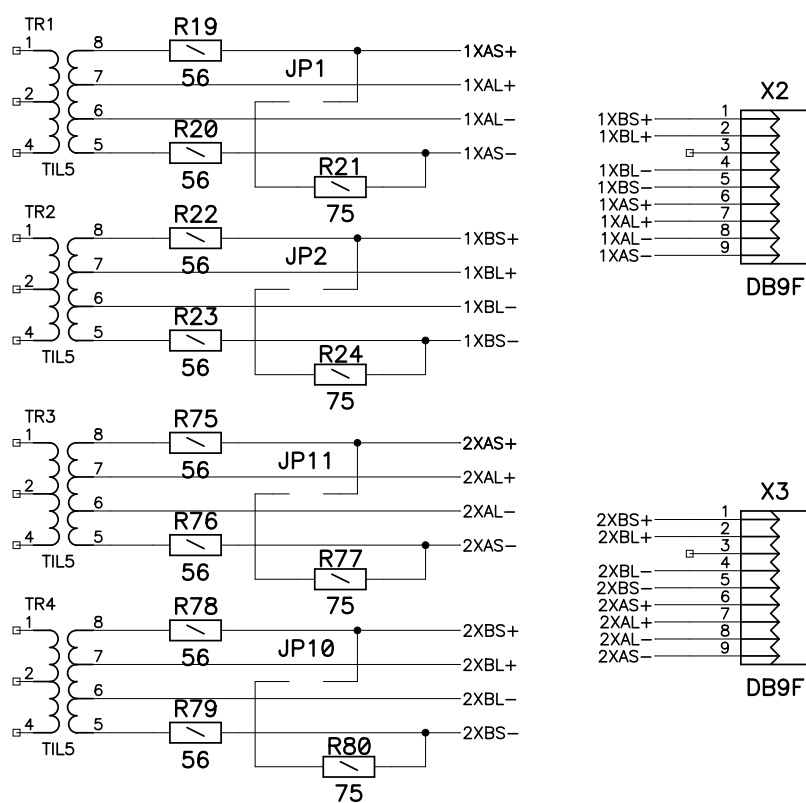 TR1
1
2
4
8
7
6
5
TIL5
R19
56
JP1
R20
56
R21
75
1XAS+
1XAL+
1XAL-
1XAS-
TR2
1
2
4
8
7
6
5
TIL5
R22
56
JP2
R23
56
R24
75
1XBS+
1XBL+
1XBL-
1XBS-
TR3
1
2
4
8
7
6
5
TIL5
R75
56
JP11
R76
56
R77
75
2XAS+
2XAL+
2XAL-
2XAS-
TR4
1
2
4
8
7
6
5
TIL5
R78
56
JP10
R79
56
R80
75
2XBS+
2XBL+
2XBL-
2XBS-
X2
1XBS+ 1
1XBL+ 2
3
1XBL- 4
1XBS- 5
1XAS+ 6
1XAL+ 7
1XAL- 8
1XAS- 9
DB9F
X3
2XBS+ 1
2XBL+ 2
3
2XBL- 4
2XBS- 5
2XAS+ 6
2XAL+ 7
2XAL- 8
2XAS- 9
DB9F